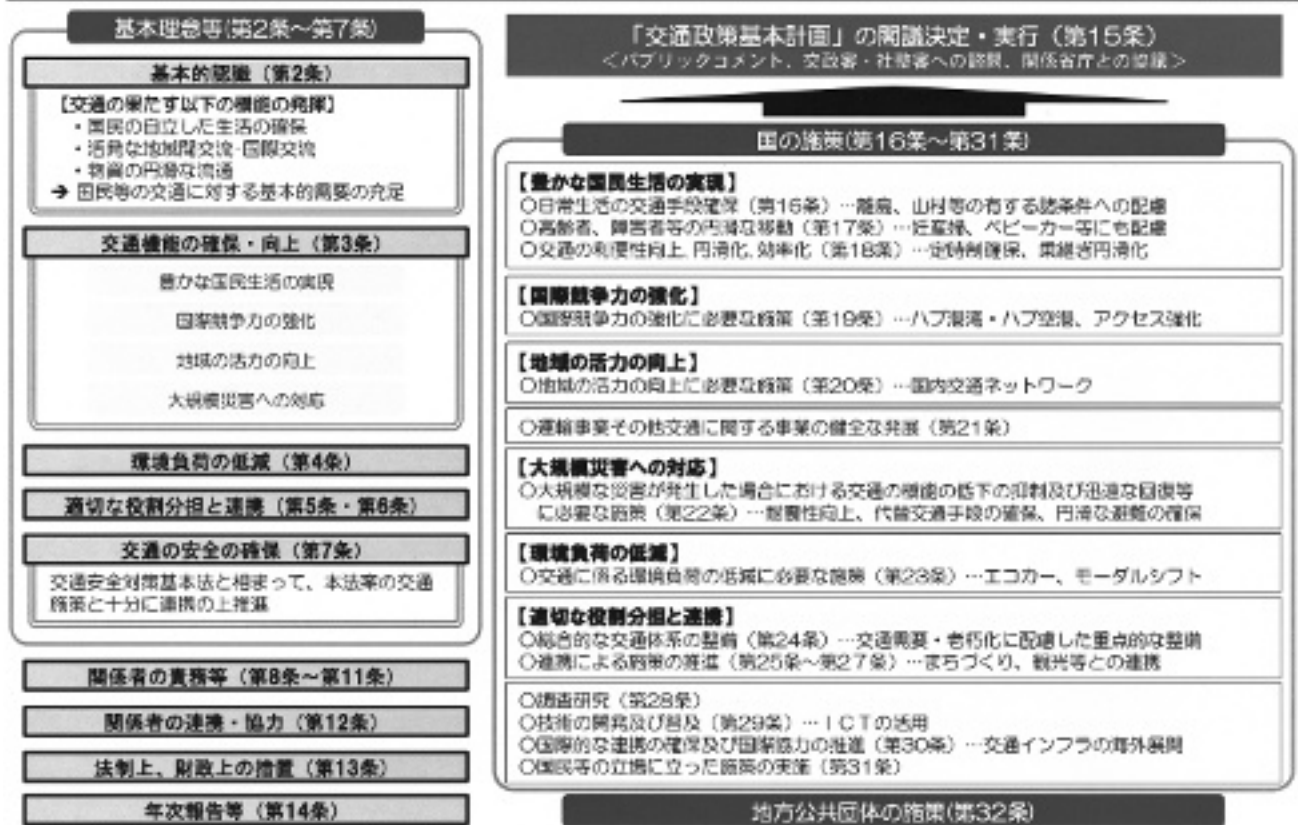 基本理念等(第2条～第7条)
基本的認識（第2条）
【交通の果たす以下の機能の発揮】
・国民の自立した生活の確保
・活発な地域間交流・国際交流
・物資の円滑な流通
→ 国民等の交通に対する基本的需要の充足
交通機能の確保・向上（第3条）
豊かな国民生活の実現
国際競争力の強化
地域の活力の向上
大規模災害への対応
環境負荷の低減（第4条）
適切な役割分担と連携（第5条・第6条）
交通の安全の確保（第7条）
交通安全対策基本法と相まって、本法案の交通
施策と十分に連携の上推進
関係者の責務等（第8条～第11条）
関係者の連携・協力（第12条）
法制上、財政上の措置（第13条）
年次報告等（第14条）
「交通政策基本計画」の閣議決定・実行（第15条）
＜パブリックコメント、交政審・社整審への諮問、関係省庁との協議＞
国の施策(第16条～第31条)
【豊かな国民生活の実現】
○日常生活の交通手段確保（第16条）…離島、山村等の有する諸条件への配慮
○高齢者、障害者等の円滑な移動（第17条）…妊産婦、ベビーカー等にも配慮
○交通の利便性向上、円滑化、効率化（第18条）…定時制確保、乗継ぎ円滑化
【国際競争力の強化】
○国際競争力の強化に必要な施策（第19条）…ハブ港湾・ハブ空港、アクセス強化
【地域の活力の向上】
○地域の活力の向上に必要な施策（第20条）…国内交通ネットワーク
○運輸事業その他交通に関する事業の健全な発展（第21条）
【大規模災害への対応】
○大規模な災害が発生した場合における交通の機能の低下の抑制及び迅速な回復等
に必要な施策（第22条）…耐震性向上、代替交通手段の確保、円滑な避難の確保
【環境負荷の低減】
○交通に係る環境負荷の低減に必要な施策（第23条）…エコカー、モーダルシフト
【適切な役割分担と連携】
○総合的な交通体系の整備（第24条）…交通需要・老朽化に配慮した重点的な整備
○連携による施策の推進（第25条～第27条）…まちづくり、観光等との連携
○調査研究（第28条）
○技術の開発及び普及（第29条）…ＩＣＴの活用
○国際的な連携の確保及び国際協力の推進（第30条）…交通インフラの海外展開
○国民等の立場に立った施策の実施（第31条）
地方公共団体の施策(第32条)